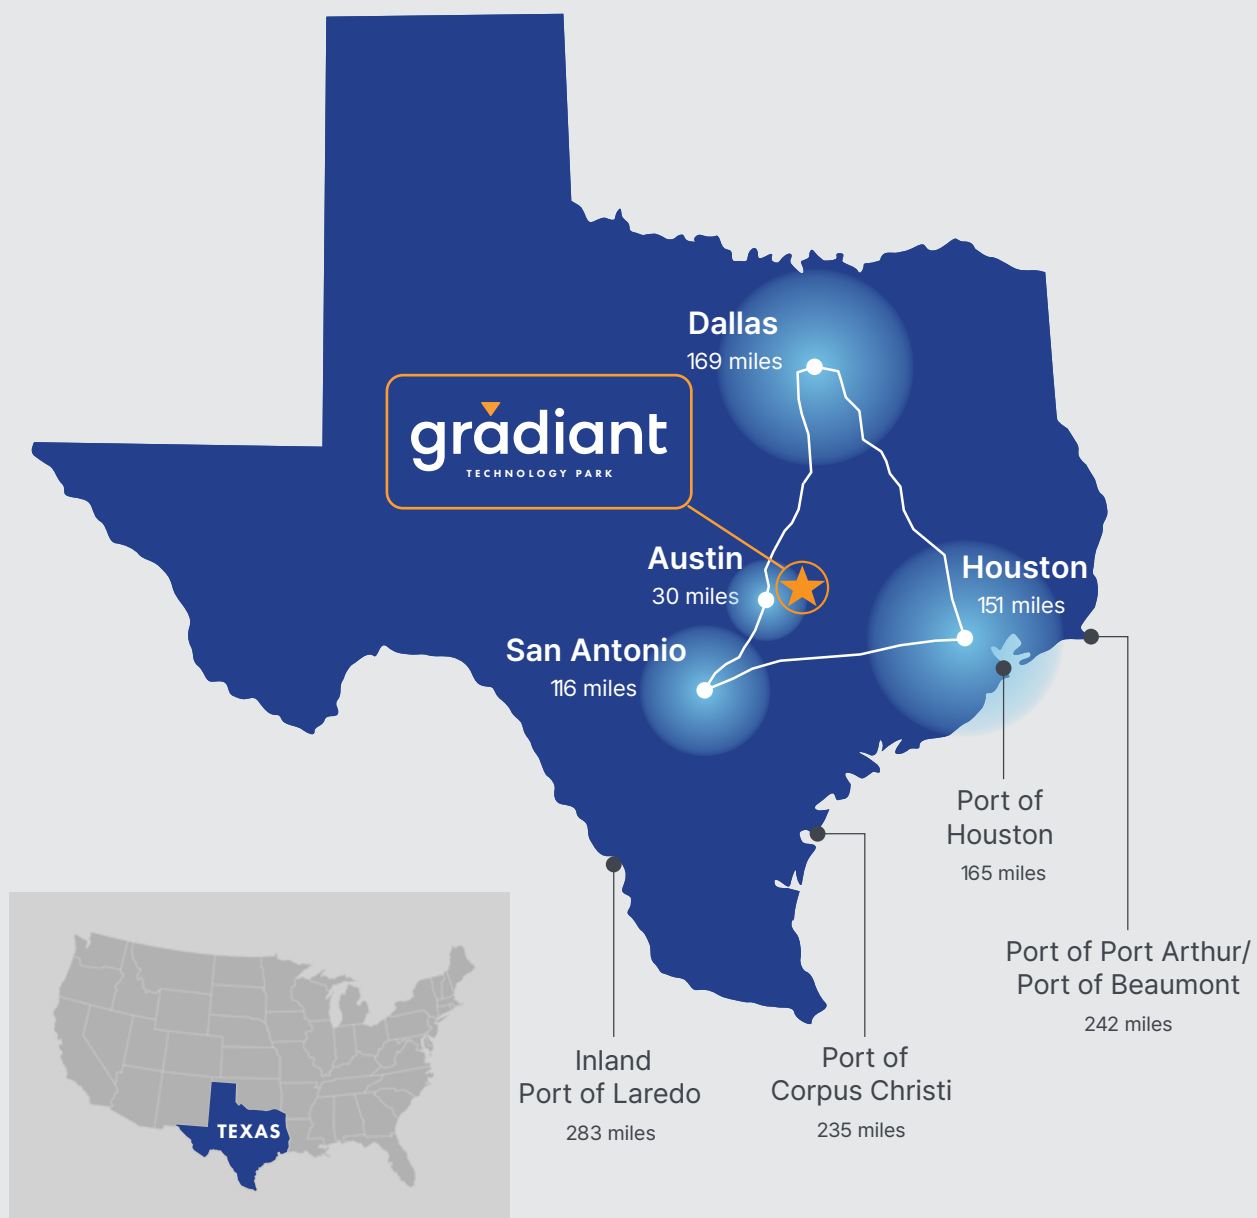 Dallas
169 miles
gradiant
TECHNOLOGY PARK
Austin
30 miles
Houston
151 miles
San Antonio
116 miles
Port of
Houston
165 miles
Port of Port Arthur/
Port of Beaumont
242 miles
Inland
Port of Laredo
283 miles
Port of
Corpus Christi
235 miles
TEXAS